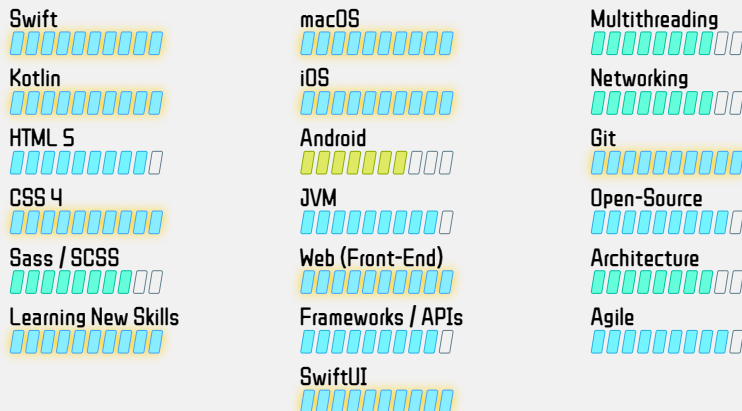 Swift
Kotlin
HTML 5
CSS 4
Sass / SCSS
Learning New Skills
macOS
iOS
Android
JVM
Web (Front-End)
Frameworks / APIs
SwiftUI
Multithreading
Networking
Git
Open-Source
Architecture
Agile